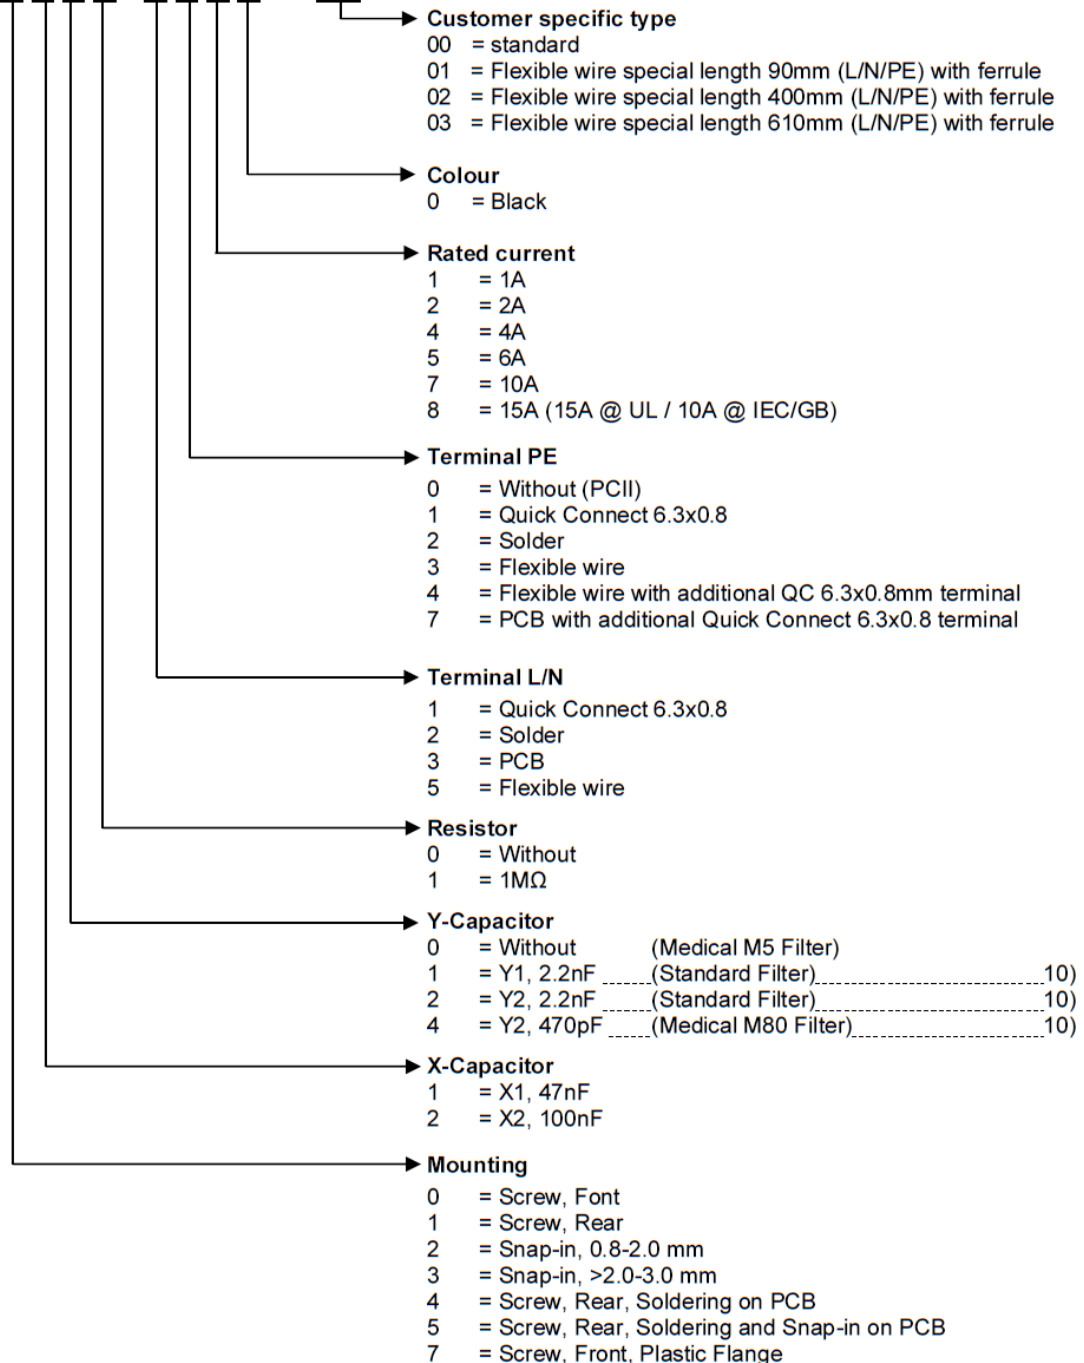 Customer specific type
00 = standard
01 = Flexible wire special length 90mm (L/N/PE) with ferrule
02 = Flexible wire special length 400mm (L/N/PE) with ferrule
03 = Flexible wire special length 610mm (L/N/PE) with ferrule
Colour
0 = Black
Rated current
1 = 1A
2 = 2A
4 = 4A
5 = 6A
7 = 10A
8 = 15A (15A @ UL / 10A @ IEC/GB)
Terminal PE
0 = Without (PCII)
1 = Quick Connect 6.3x0.8
2 = Solder
3 = Flexible wire
4 = Flexible wire with additional QC 6.3x0.8mm terminal
7 = PCB with additional Quick Connect 6.3x0.8 terminal
Terminal L/N
1 = Quick Connect 6.3x0.8
2 = Solder
3 = PCB
5 = Flexible wire
Resistor
0 = Without
1 = 1MΩ
Y-Capacitor
0 = Without (Medical M5 Filter)
1 = Y1, 2.2nF (Standard Filter) 10)
2 = Y2, 2.2nF (Standard Filter) 10)
4 = Y2, 470pF (Medical M80 Filter) 10)
X-Capacitor
1 = X1, 47nF
2 = X2, 100nF
Mounting
0 = Screw, Font
1 = Screw, Rear
2 = Snap-in, 0.8-2.0 mm
3 = Snap-in, >2.0-3.0 mm
4 = Screw, Rear, Soldering on PCB
5 = Screw, Rear, Soldering and Snap-in on PCB
7 = Screw, Front, Plastic Flange